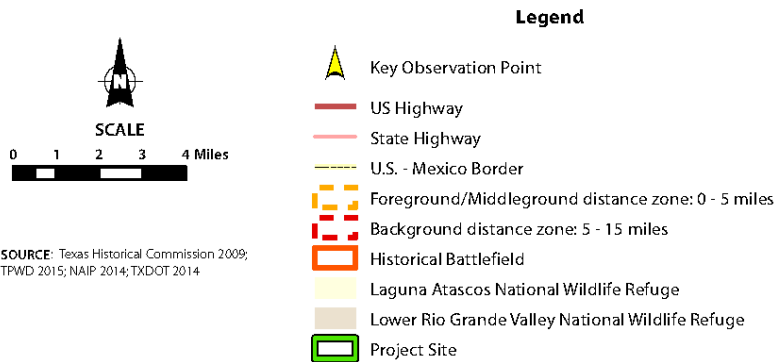 Legend
N
SCALE
0 1 2 3 4 Miles
SOURCE: Texas Historical Commission 2009;
TPWD 2015; NAIP 2014; TXDOT 2014
Key Observation Point
US Highway
State Highway
U.S. - Mexico Border
Foreground/Middleground distance zone: 0 - 5 miles
Background distance zone: 5 - 15 miles
Historical Battlefield
Laguna Atascos National Wildlife Refuge
Lower Rio Grande Valley National Wildlife Refuge
Project Site